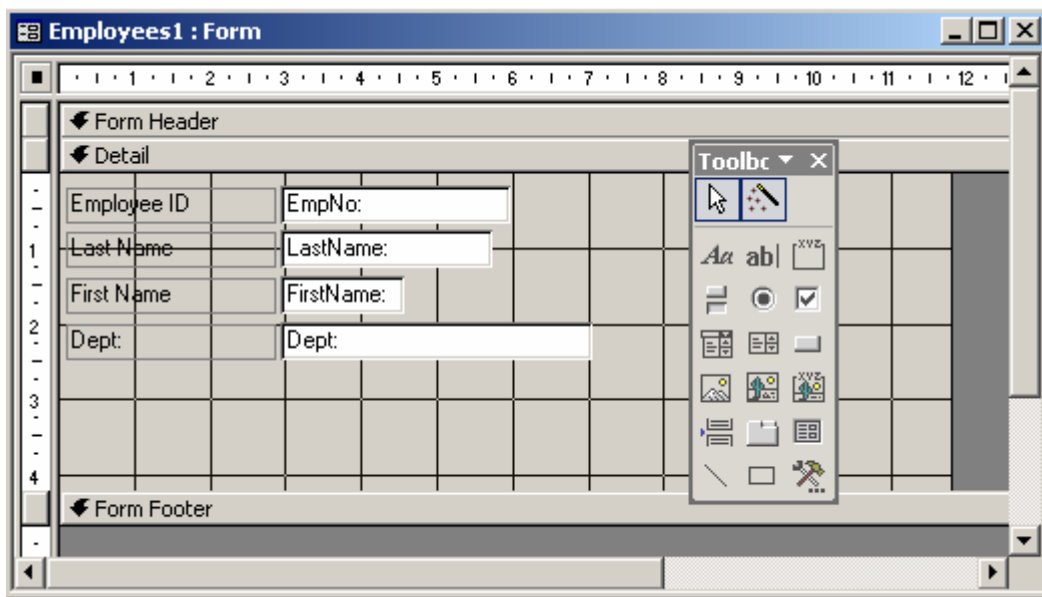 Employees1 : Form
1 2 3 4 5 6 7 8 9 10 11 12
Form Header
Detail
Toolbc
Employee ID EmpNo:
1
Last Name LastName:
Aa ab| XYZ
First Name FirstName:
2
Dept: Dept:
XYZ
3
4
Form Footer